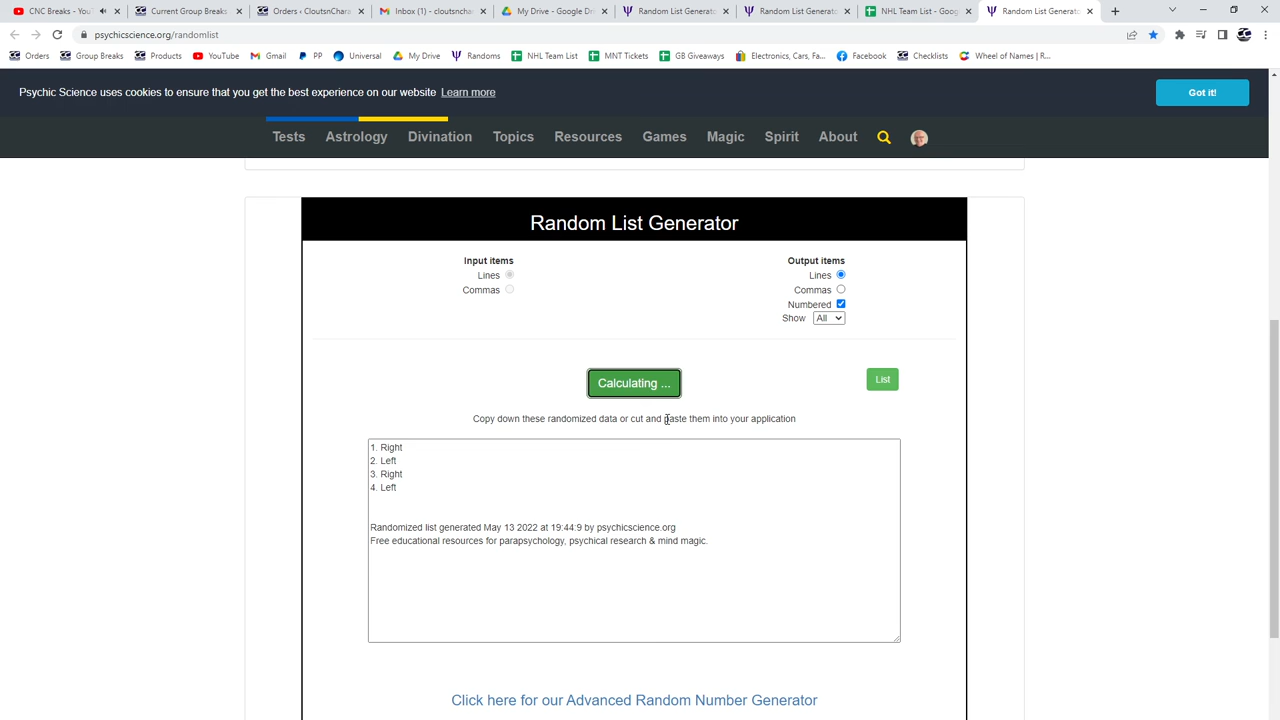 CNC Breaks - You
Current Group Breaks
Orders < CloutsnChara
Inbox (1) - cloutsnchar
My Drive - Google Dri
Random List Generato
Random List Generato
NHL Team List - Goog
Random List Generato
psychicscience.org/randomlist
Orders
Group Breaks
Products
YouTube
Gmail
PP
Universal
My Drive
Randoms
NHL Team List
MNT Tickets
GB Giveaways
Electronics, Cars, Fa...
Facebook
Checklists
Wheel of Names | R...
Psychic Science uses cookies to ensure that you get the best experience on our website Learn more
Got it!
Tests
Astrology
Divination
Topics
Resources
Games
Magic
Spirit
About
Random List Generator
Input items
Lines
Commas
Output items
Lines
Commas
Numbered
Show All
Calculating ...
List
Copy down these randomized data or cut and paste them into your application
1. Right
2. Left
3. Right
4. Left
Randomized list generated May 13 2022 at 19:44:9 by psychicscience.org
Free educational resources for parapsychology, psychical research & mind magic.
Click here for our Advanced Random Number Generator